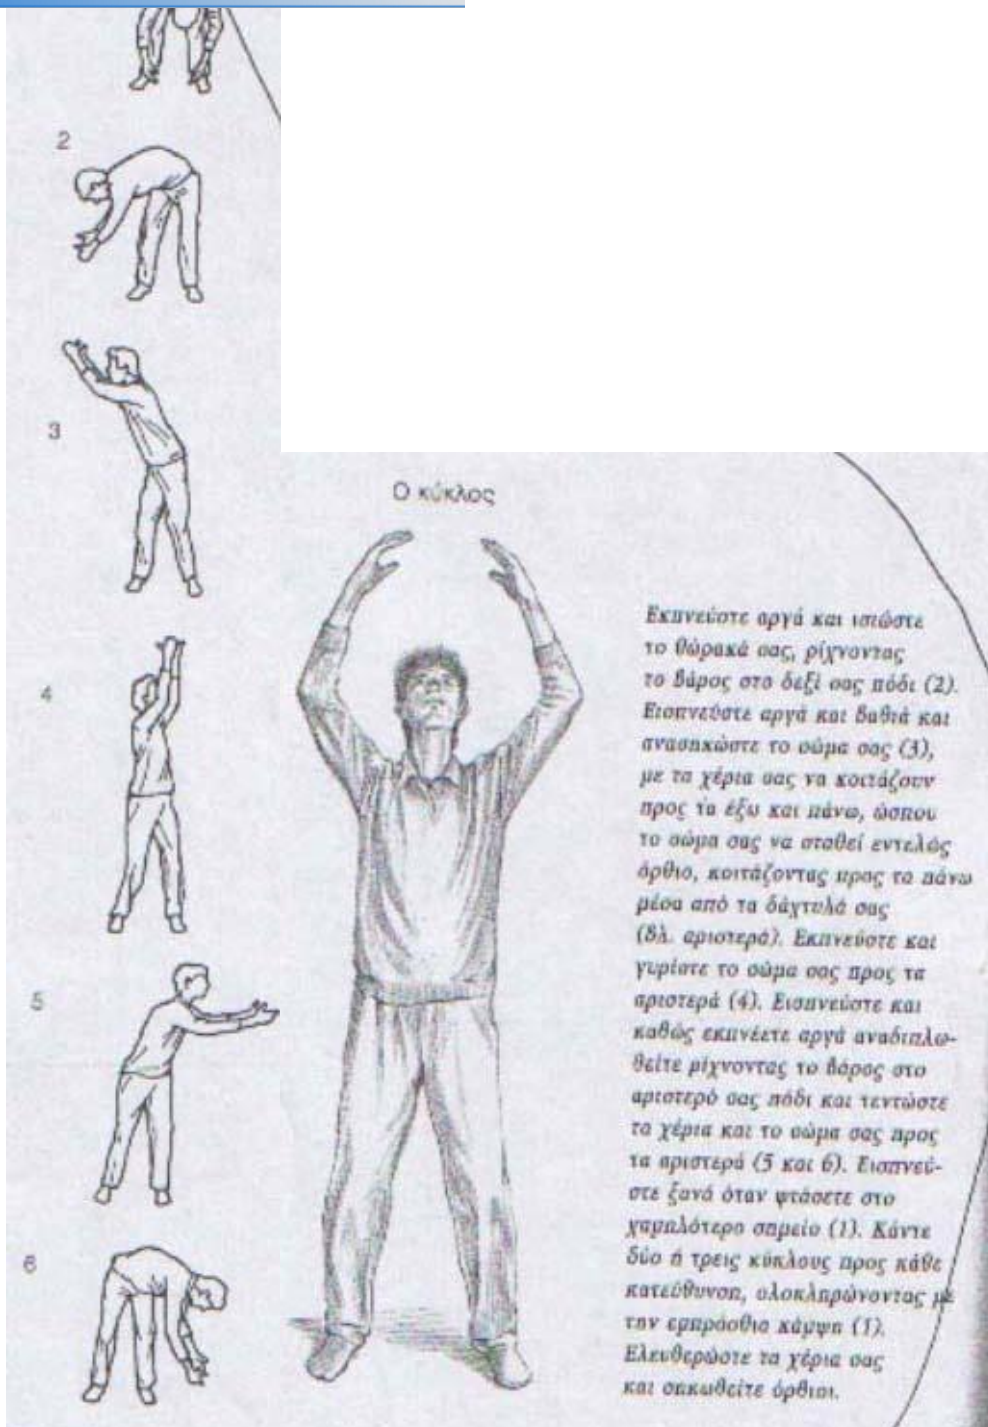 2
3
4
5
6
Ο κύκλος
Εκπνεύστε αργά και ισιώστε
το θώρακά σας, ρίχνοντας
το βάρος στο δεξί σας πόδι (2).
Εισπνεύστε αργά και βαθιά και
ανασηκώστε το σώμα σας (3),
με τα χέρια σας να κοιτάζουν
προς τα έξω και πάνω, ώσπου
το σώμα σας να σταθεί εντελώς
όρθιο, κοιτάζοντας προς τα πάνω
μέσα από τα δάχτυλά σας
(βλ. αριστερά). Εκπνεύστε και
γυρίστε το σώμα σας προς τα
αριστερά (4). Εισπνεύστε και
καθώς εκπνέετε αργά αναδιπλω-
θείτε ρίχνοντας το βάρος στο
αριστερό σας πόδι και τεντώστε
τα χέρια και το σώμα σας προς
τα αριστερά (5 και 6). Εισπνεύ-
στε ξανά όταν φτάσετε στο
χαμηλότερο σημείο (1). Κάντε
δύο ή τρεις κύκλους προς κάθε
κατεύθυνση, ολοκληρώνοντας με
την εμπρόσθια κάμψη (1).
Ελευθερώστε τα χέρια σας
και σηκωθείτε όρθιοι.